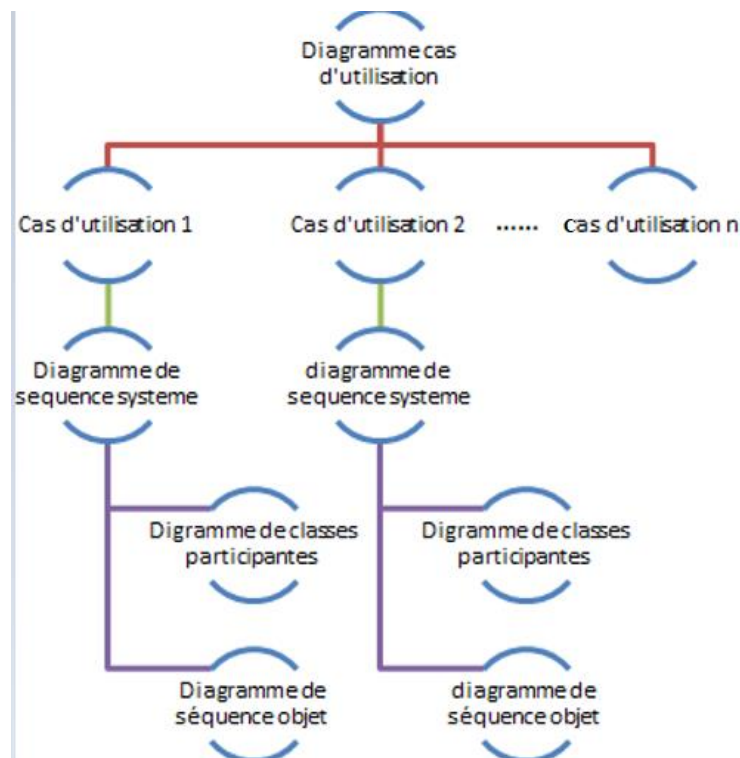 Diagramme cas
d'utilisation
Cas d'utilisation 1
Cas d'utilisation 2
......
cas d'utilisation n
Diagramme de
sequence systeme
diagramme de
sequence systeme
Digramme de classes
participantes
Digramme de classes
participantes
Diagramme de
séquence objet
diagramme de
séquence objet